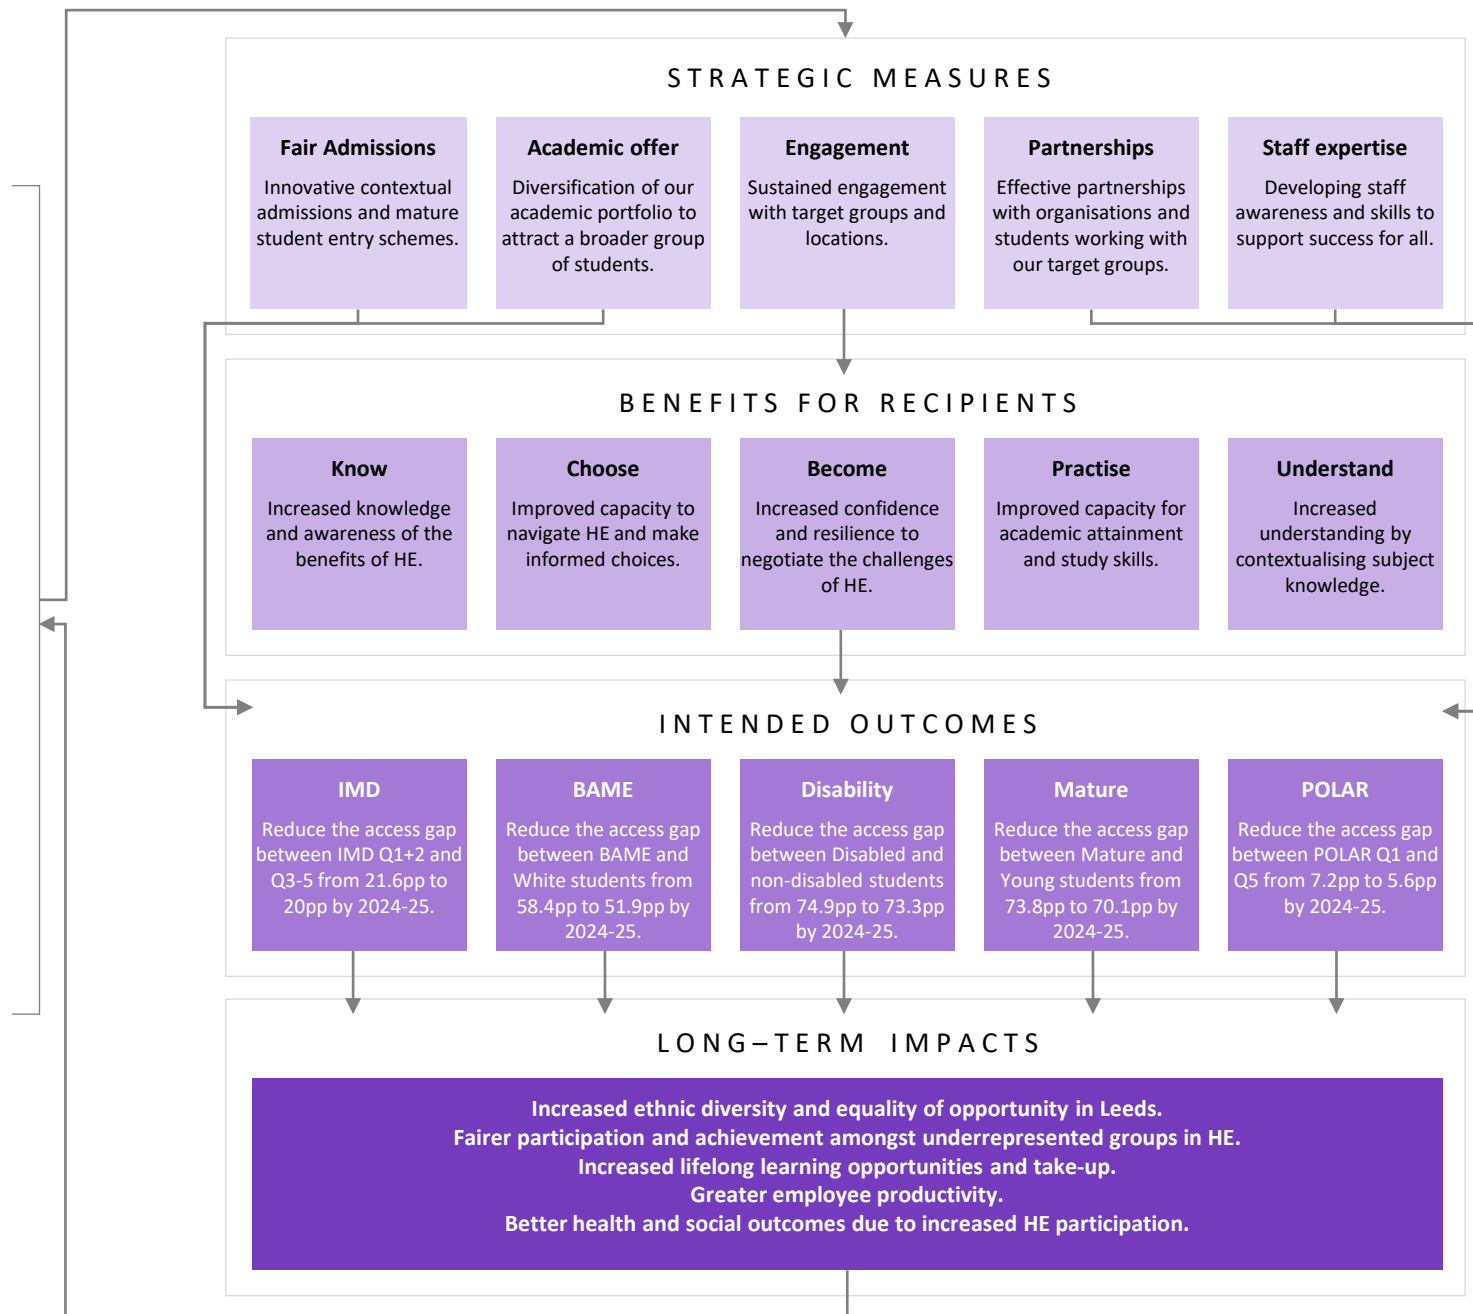 STRATEGIC MEASURES
Fair Admissions
Innovative contextual
admissions and mature
student entry schemes.
Academic offer
Diversification of our
academic portfolio to
attract a broader group
of students.
Engagement
Sustained engagement
with target groups and
locations.
Partnerships
Effective partnerships
with organisations and
students working with
our target groups.
Staff expertise
Developing staff
awareness and skills to
support success for all.
BENEFITS FOR RECIPIENTS
Know
Increased knowledge
and awareness of the
benefits of HE.
Choose
Improved capacity to
navigate HE and make
informed choices.
Become
Increased confidence
and resilience to
negotiate the challenges
of HE.
Practise
Improved capacity for
academic attainment
and study skills.
Understand
Increased
understanding by
contextualising subject
knowledge.
INTENDED OUTCOMES
IMD
Reduce the access gap
between IMD Q1+2 and
Q3-5 from 21.6pp to
20pp by 2024-25.
BAME
Reduce the access gap
between BAME and
White students from
58.4pp to 51.9pp by
2024-25.
Disability
Reduce the access gap
between Disabled and
non-disabled students
from 74.9pp to 73.3pp
by 2024-25.
Mature
Reduce the access gap
between Mature and
Young students from
73.8pp to 70.1pp by
2024-25.
POLAR
Reduce the access gap
between POLAR Q1 and
Q5 from 7.2pp to 5.6pp
by 2024-25.
LONG–TERM IMPACTS
Increased ethnic diversity and equality of opportunity in Leeds.
Fairer participation and achievement amongst underrepresented groups in HE.
Increased lifelong learning opportunities and take-up.
Greater employee productivity.
Better health and social outcomes due to increased HE participation.